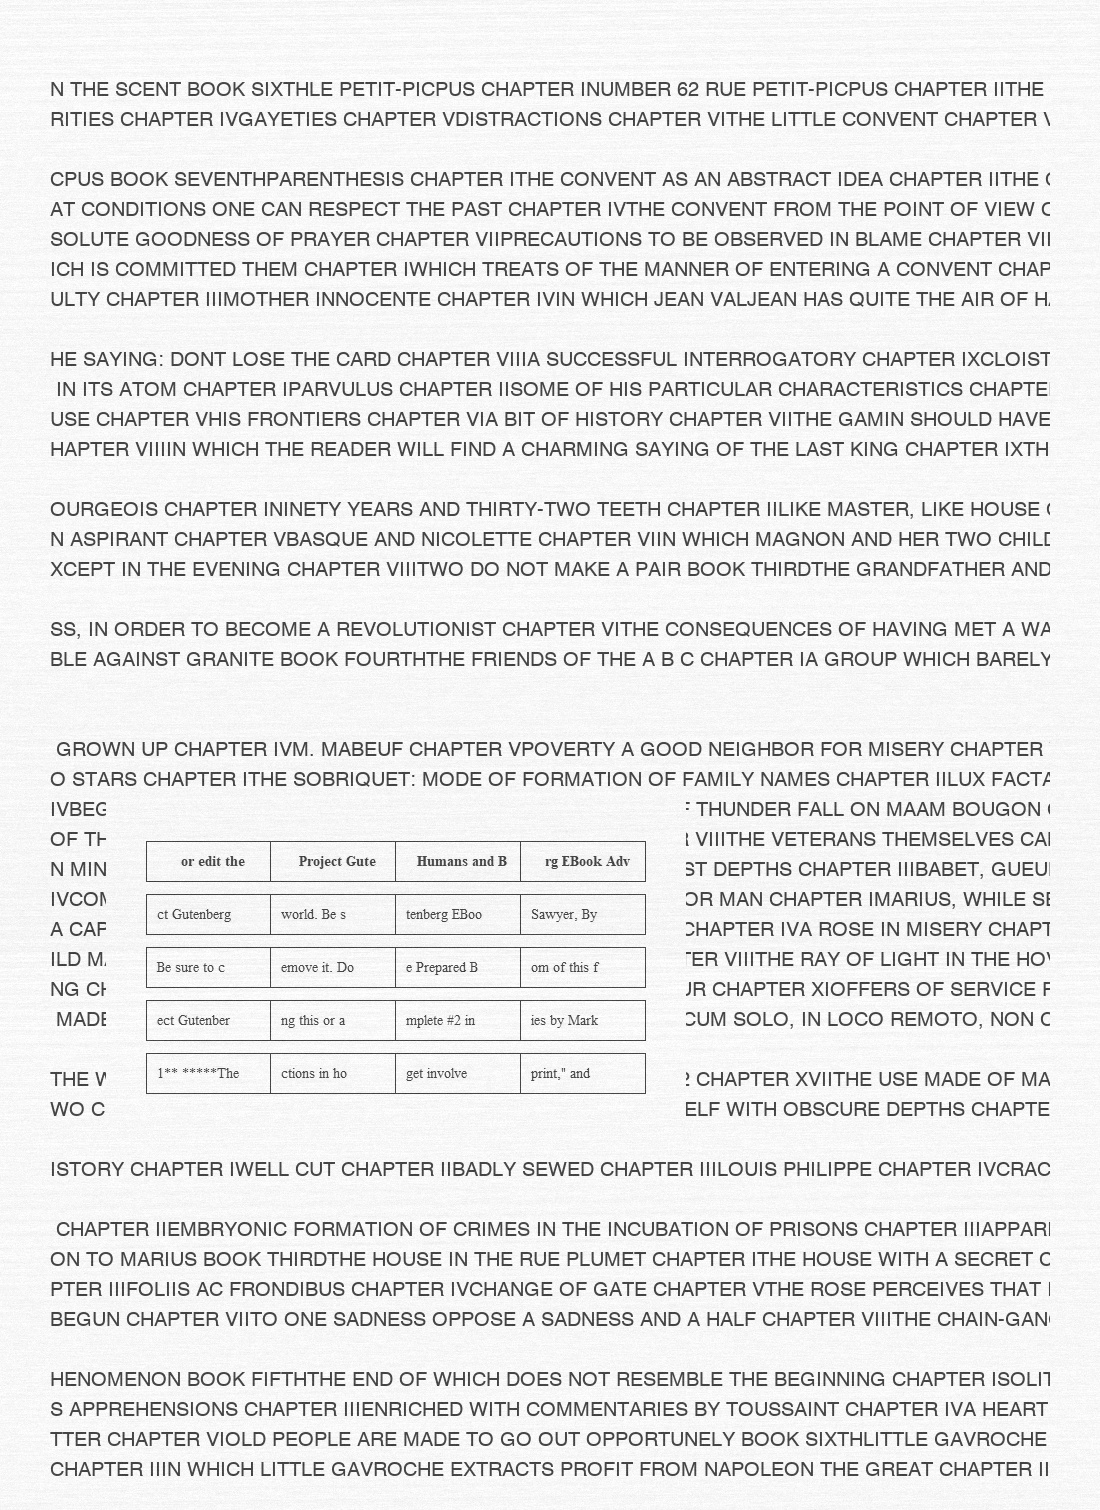 N THE SCENT BOOK SIXTHLE PETIT-PICPUS CHAPTER INUMBER 62 RUE PETIT-PICPUS CHAPTER IITHE
RITIES CHAPTER IVGAYETIES CHAPTER VDISTRACTIONS CHAPTER VITHE LITTLE CONVENT CHAPTER V
CPUS BOOK SEVENTHPARENTHESIS CHAPTER ITHE CONVENT AS AN ABSTRACT IDEA CHAPTER IITHE
AT CONDITIONS ONE CAN RESPECT THE PAST CHAPTER IVTHE CONVENT FROM THE POINT OF VIEW
SOLUTE GOODNESS OF PRAYER CHAPTER VIIPRECAUTIONS TO BE OBSERVED IN BLAME CHAPTER VII
ICH IS COMMITTED THEM CHAPTER IWHICH TREATS OF THE MANNER OF ENTERING A CONVENT CHAP
ULTY CHAPTER IIIMOTHER INNOCENTE CHAPTER IVIN WHICH JEAN VALJEAN HAS QUITE THE AIR OF H
HE SAYING: DONT LOSE THE CARD CHAPTER VIIIA SUCCESSFUL INTERROGATORY CHAPTER IXCLOIST
IN ITS ATOM CHAPTER IPARVULUS CHAPTER IISOME OF HIS PARTICULAR CHARACTERISTICS CHAPTE
USE CHAPTER VHIS FRONTIERS CHAPTER VIA BIT OF HISTORY CHAPTER VIITHE GAMIN SHOULD HAVE
HAPTER VIIIIN WHICH THE READER WILL FIND A CHARMING SAYING OF THE LAST KING CHAPTER IXTH
OURGEOIS CHAPTER ININETY YEARS AND THIRTY-TWO TEETH CHAPTER IILIKE MASTER, LIKE HOUSE
N ASPIRANT CHAPTER VBASQUE AND NICOLETTE CHAPTER VIIN WHICH MAGNON AND HER TWO CHILD
XCEPT IN THE EVENING CHAPTER VIIITWO DO NOT MAKE A PAIR BOOK THIRDTHE GRANDFATHER AND
SS, IN ORDER TO BECOME A REVOLUTIONIST CHAPTER VITHE CONSEQUENCES OF HAVING MET A WA
BLE AGAINST GRANITE BOOK FOURTHTHE FRIENDS OF THE A B C CHAPTER IA GROUP WHICH BARELY
GROWN UP CHAPTER IVM. MABEUF CHAPTER VPOVERTY A GOOD NEIGHBOR FOR MISERY CHAPTER
O STARS CHAPTER ITHE SOBRIQUET: MODE OF FORMATION OF FAMILY NAMES CHAPTER IILUX FACTA
IVBEG THUNDER FALL ON MAAM BOUGON
OF TH VIIITHE VETERANS THEMSELVES CA
N MIN ST DEPTHS CHAPTER IIIBABET, GUEU
IVCOM OR MAN CHAPTER IMARIUS, WHILE SE
A CAP CHAPTER IVA ROSE IN MISERY CHAPT
ILD M TER VIIITHE RAY OF LIGHT IN THE HOV
NG CH UR CHAPTER XIOFFERS OF SERVICE F
MADE CUM SOLO, IN LOCO REMOTO, NON
THE W 2 CHAPTER XVIITHE USE MADE OF MA
WO C ELF WITH OBSCURE DEPTHS CHAPTE
or edit the Project Gute Humans and B rg EBook Adv
ct Gutenberg world. Be s tenberg EBoo Sawyer, By
Be sure to c emove it. Do e Prepared B om of this f
ect Gutenber ng this or a mplete #2 in ies by Mark
1** *****The ctions in ho get involve print," and
ISTORY CHAPTER IWELL CUT CHAPTER IIBADLY SEWED CHAPTER IIILOUIS PHILIPPE CHAPTER IVCRAC
CHAPTER IIEMBRYONIC FORMATION OF CRIMES IN THE INCUBATION OF PRISONS CHAPTER IIIAPPARI
ON TO MARIUS BOOK THIRDTHE HOUSE IN THE RUE PLUMET CHAPTER ITHE HOUSE WITH A SECRET
PTER IIIFOLIIS AC FRONDIBUS CHAPTER IVCHANGE OF GATE CHAPTER VTHE ROSE PERCEIVES THAT
BEGUN CHAPTER VIITO ONE SADNESS OPPOSE A SADNESS AND A HALF CHAPTER VIIITHE CHAIN-GAN
HENOMENON BOOK FIFTHTHE END OF WHICH DOES NOT RESEMBLE THE BEGINNING CHAPTER ISOLIT
S APPREHENSIONS CHAPTER IIIENRICHED WITH COMMENTARIES BY TOUSSAINT CHAPTER IVA HEART
TTER CHAPTER VIOLD PEOPLE ARE MADE TO GO OUT OPPORTUNELY BOOK SIXTHLITTLE GAVROCHE
CHAPTER IIIN WHICH LITTLE GAVROCHE EXTRACTS PROFIT FROM NAPOLEON THE GREAT CHAPTER II